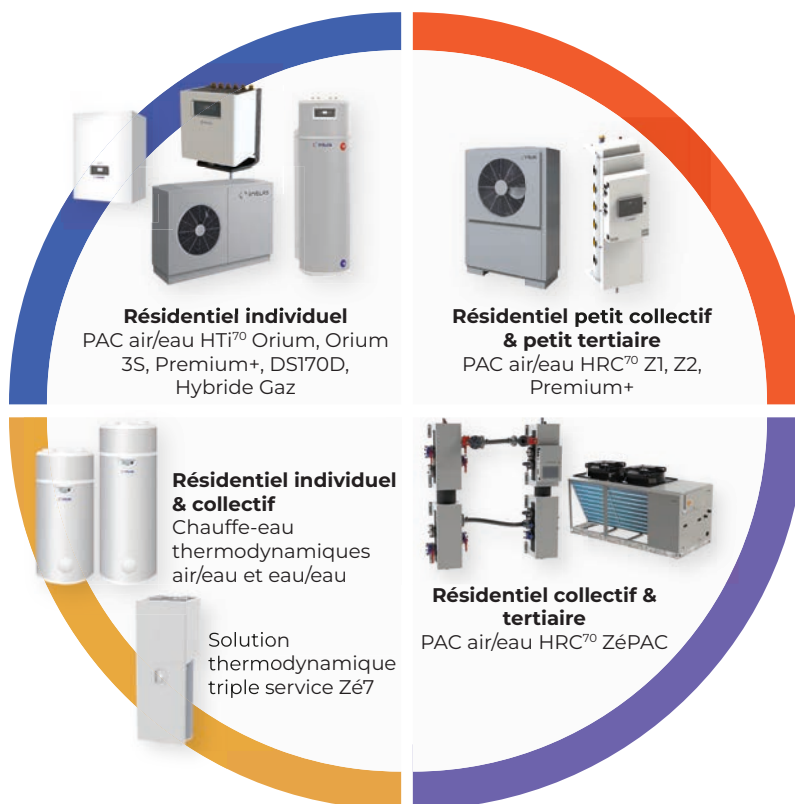 Résidentiel individuel
PAC air/eau HTi⁷⁰ Orium, Orium
3S, Premium+, DS170D,
Hybride Gaz
Résidentiel petit collectif
& petit tertiaire
PAC air/eau HRC⁷⁰ Z1, Z2,
Premium+
Résidentiel individuel
& collectif
Chauffe-eau
thermodynamiques
air/eau et eau/eau
Solution
thermodynamique
triple service Zé7
Résidentiel collectif &
tertiaire
PAC air/eau HRC⁷⁰ ZéPAC